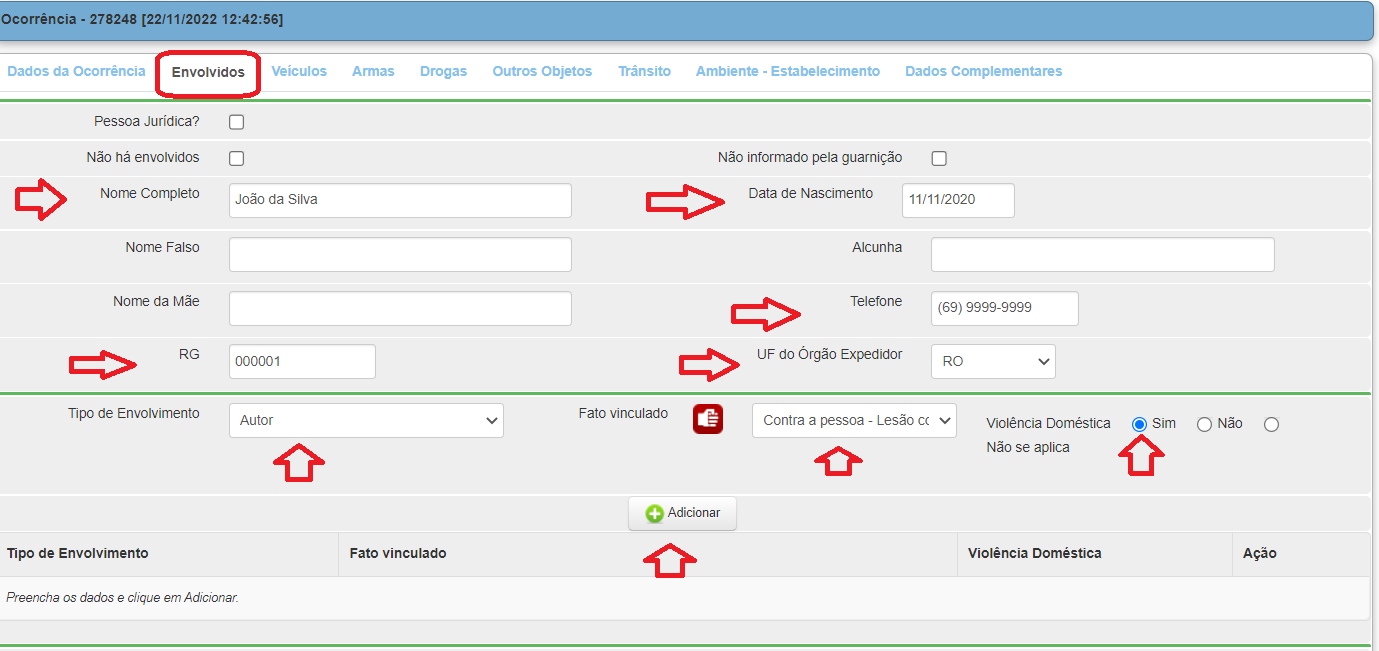 Ocorrência - 278248 [22/11/2022 12:42:56]
Dados da Ocorrência Envolvidos Veículos Armas Drogas Outros Objetos Trânsito Ambiente - Estabelecimento Dados Complementares
Pessoa Jurídica?
Não há envolvidos Não informado pela guarnição
Nome Completo João da Silva Data de Nascimento 11/11/2020
Nome Falso Alcunha
Nome da Mãe Telefone (69) 9999-9999
RG 000001 UF do Órgão Expedidor RO
Tipo de Envolvimento Autor Fato vinculado Contra a pessoa - Lesão Violência Doméstica Sim Não
Não se aplica
Adicionar
Tipo de Envolvimento Fato vinculado Violência Doméstica Ação
Preencha os dados e clique em Adicionar.